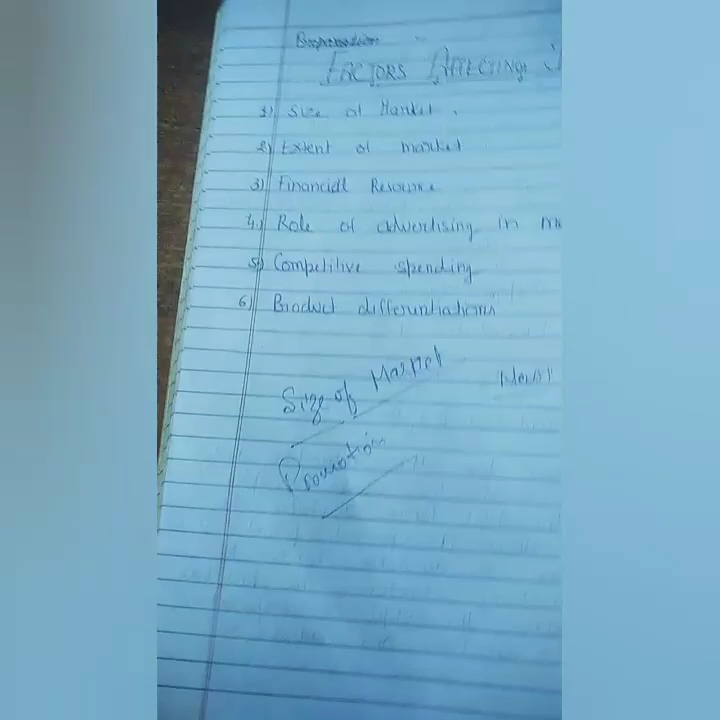 FACTORS AFFECTING
1) Size of Market.
2) Extent of market
3) Financial Resource
4) Role of advertising in
5) Competitive spending
6) Product differentiations
Size of Market
Promotion